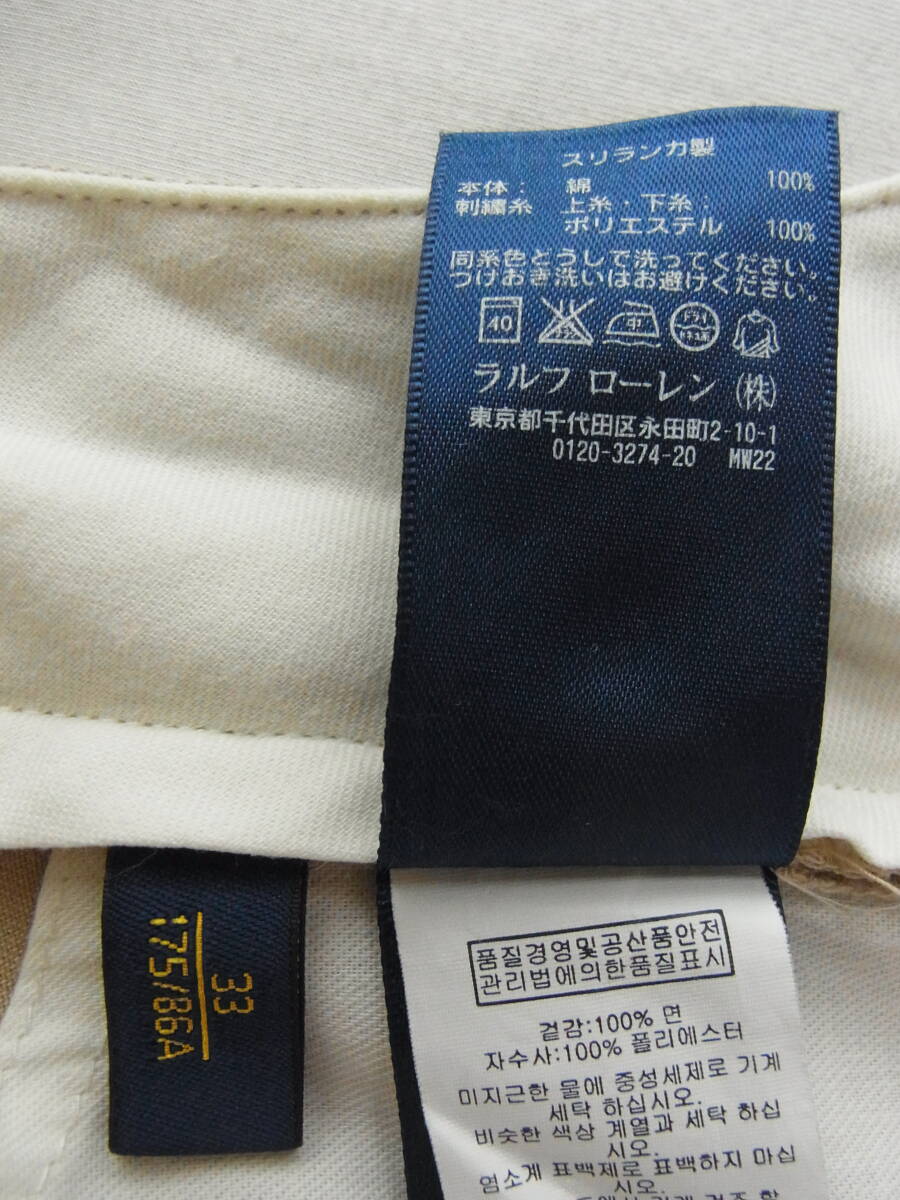 スリランカ製
本体： 綿 100%
刺繍糸 上糸・下糸：
ポリエステル 100%
同系色どうしで洗ってください。
つけおき洗いはお避けください。
40 中 ドライ
ラルフ ローレン (株)
東京都千代田区永田町2-10-1
0120-3274-20 MW22
33
175/86A
품질경영및공산품안전
관리법에의한품질표시
겉감:100% 면
자수사:100% 폴리에스터
미지근한 물에 중성세제로 기계
세탁 하십시오.
비슷한 색상 계열과 세탁 하십
시오.
염소계 표백제로 표백하지 마십
시오.